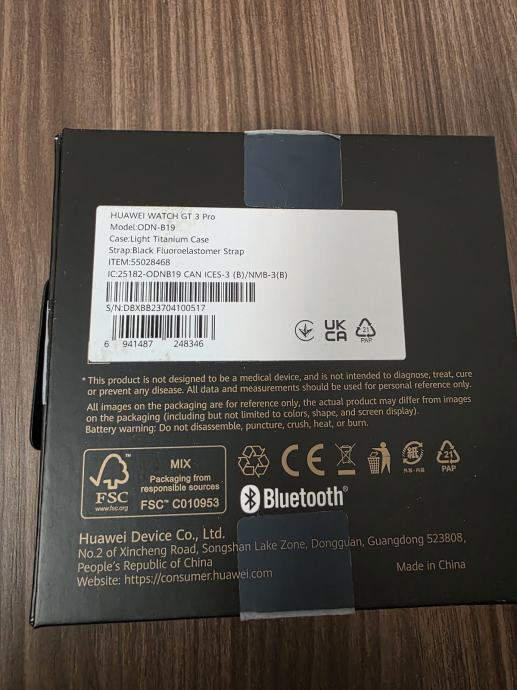 HUAWEI WATCH GT 3 Pro
Model:ODN-B19
Case:Light Titanium Case
Strap:Black Fluoroelastomer Strap
ITEM:55028468
IC:25182-ODNB19 CAN ICES-3 (B)/NMB-3(B)
S/N:DBXBB23704100517
6 941487 248346
UK
CA
21
PAP
* This product is not designed to be a medical device, and is not intended to diagnose, treat, cure
or prevent any disease. All data and measurements should be used for personal reference only.
All images on the packaging are for reference only, the actual product may differ from images
on the packaging (including but not limited to colors, shape, and screen display).
Battery warning: Do not disassemble, puncture, crush, heat, or burn.
FSC
www.fsc.org
MIX
Packaging from
responsible sources
FSC™ C010953
CE
紙
外箱・内箱
21
PAP
Bluetooth®
Huawei Device Co., Ltd.
No.2 of Xincheng Road, Songshan Lake Zone, Dongguan, Guangdong 523808,
People's Republic of China
Website: https://consumer.huawei.com
Made in China